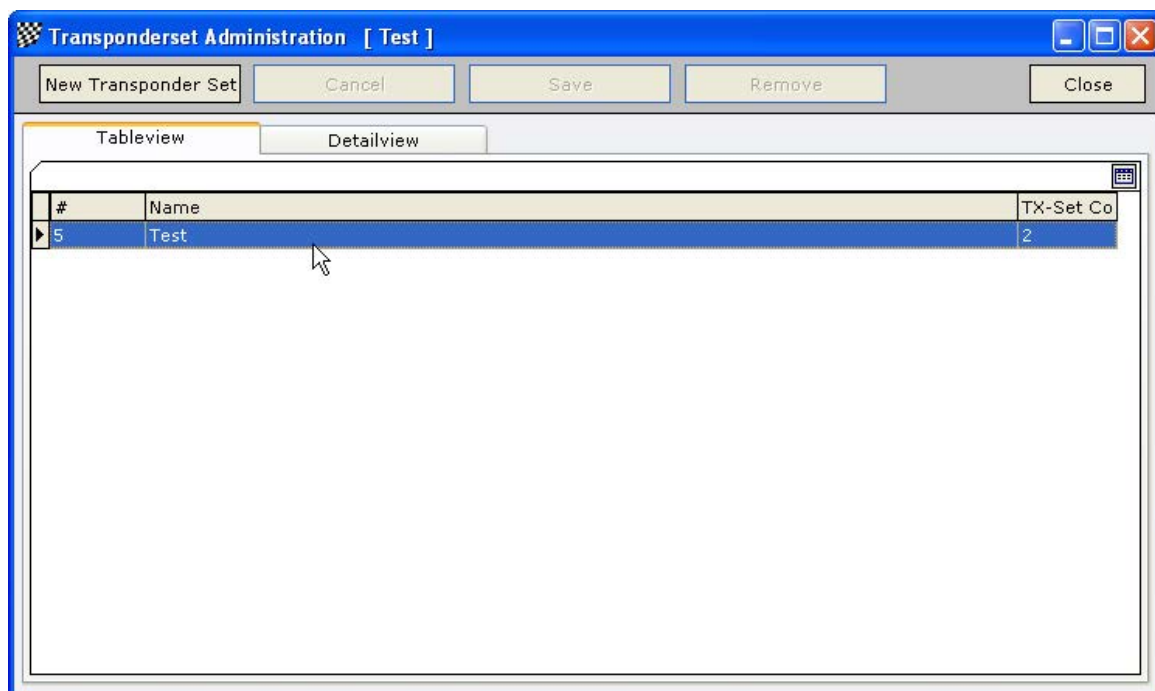 Transponderset Administration [ Test ]
New Transponder Set Cancel Save Remove Close
Tableview Detailview
# Name TX-Set Co
5 Test 2